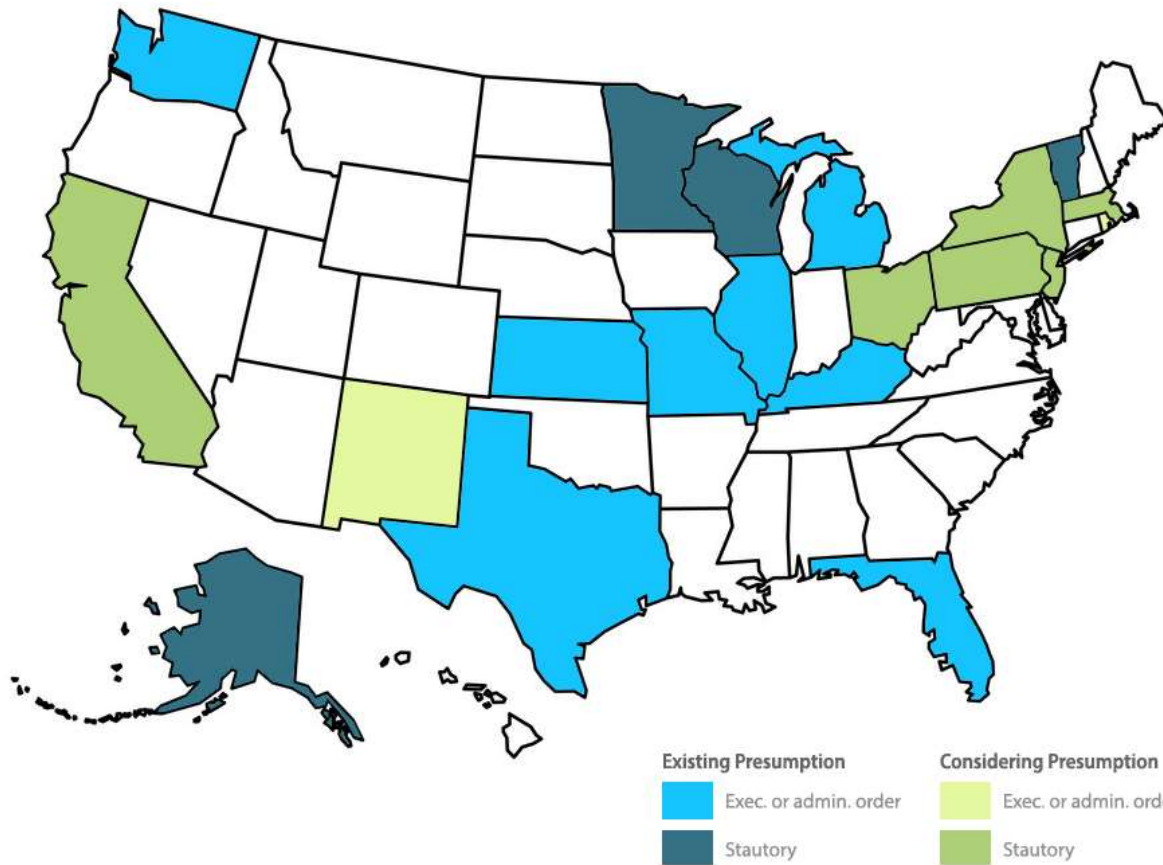 Existing Presumption
Exec. or admin. order
Stautory
Considering Presumption
Exec. or admin. ord
Stautory